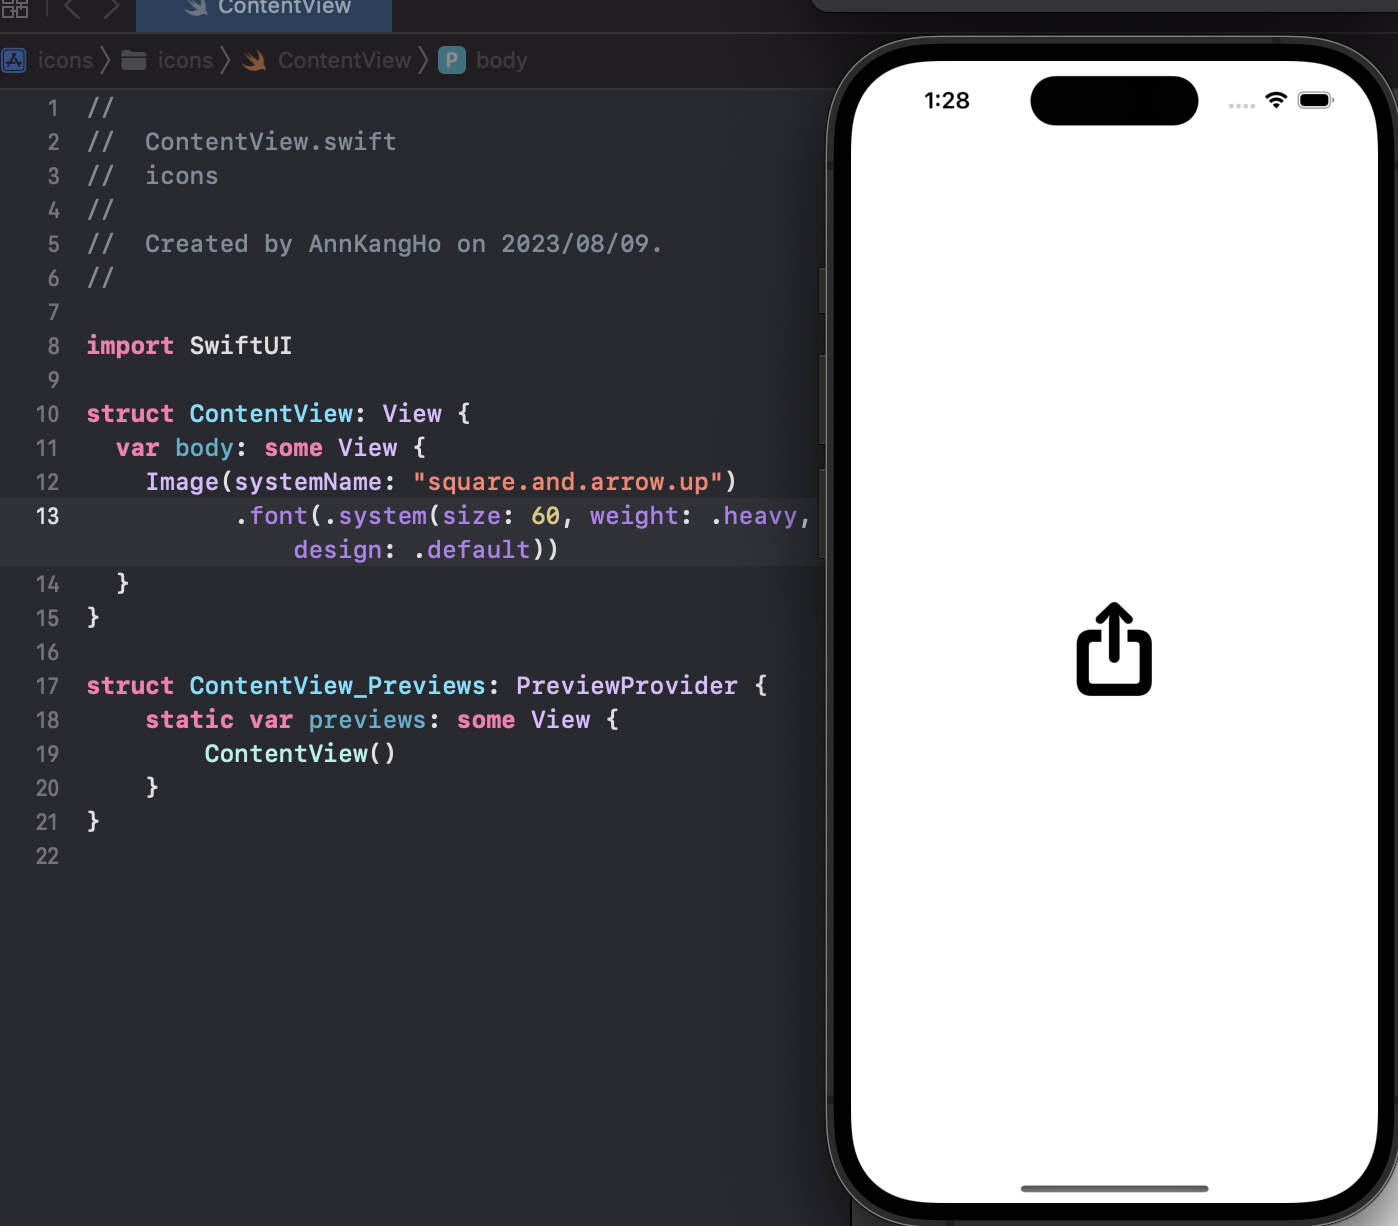 ContentView
icons
icons
ContentView
P
body
1 //
2 //  ContentView.swift
3 //  icons
4 //
5 //  Created by AnnKangHo on 2023/08/09.
6 //
7
8 import SwiftUI
9
10 struct ContentView: View {
11   var body: some View {
12     Image(systemName: "square.and.arrow.up")
13           .font(.system(size: 60, weight: .heavy,
              design: .default))
14   }
15 }
16
17 struct ContentView_Previews: PreviewProvider {
18     static var previews: some View {
19         ContentView()
20     }
21 }
22
1:28